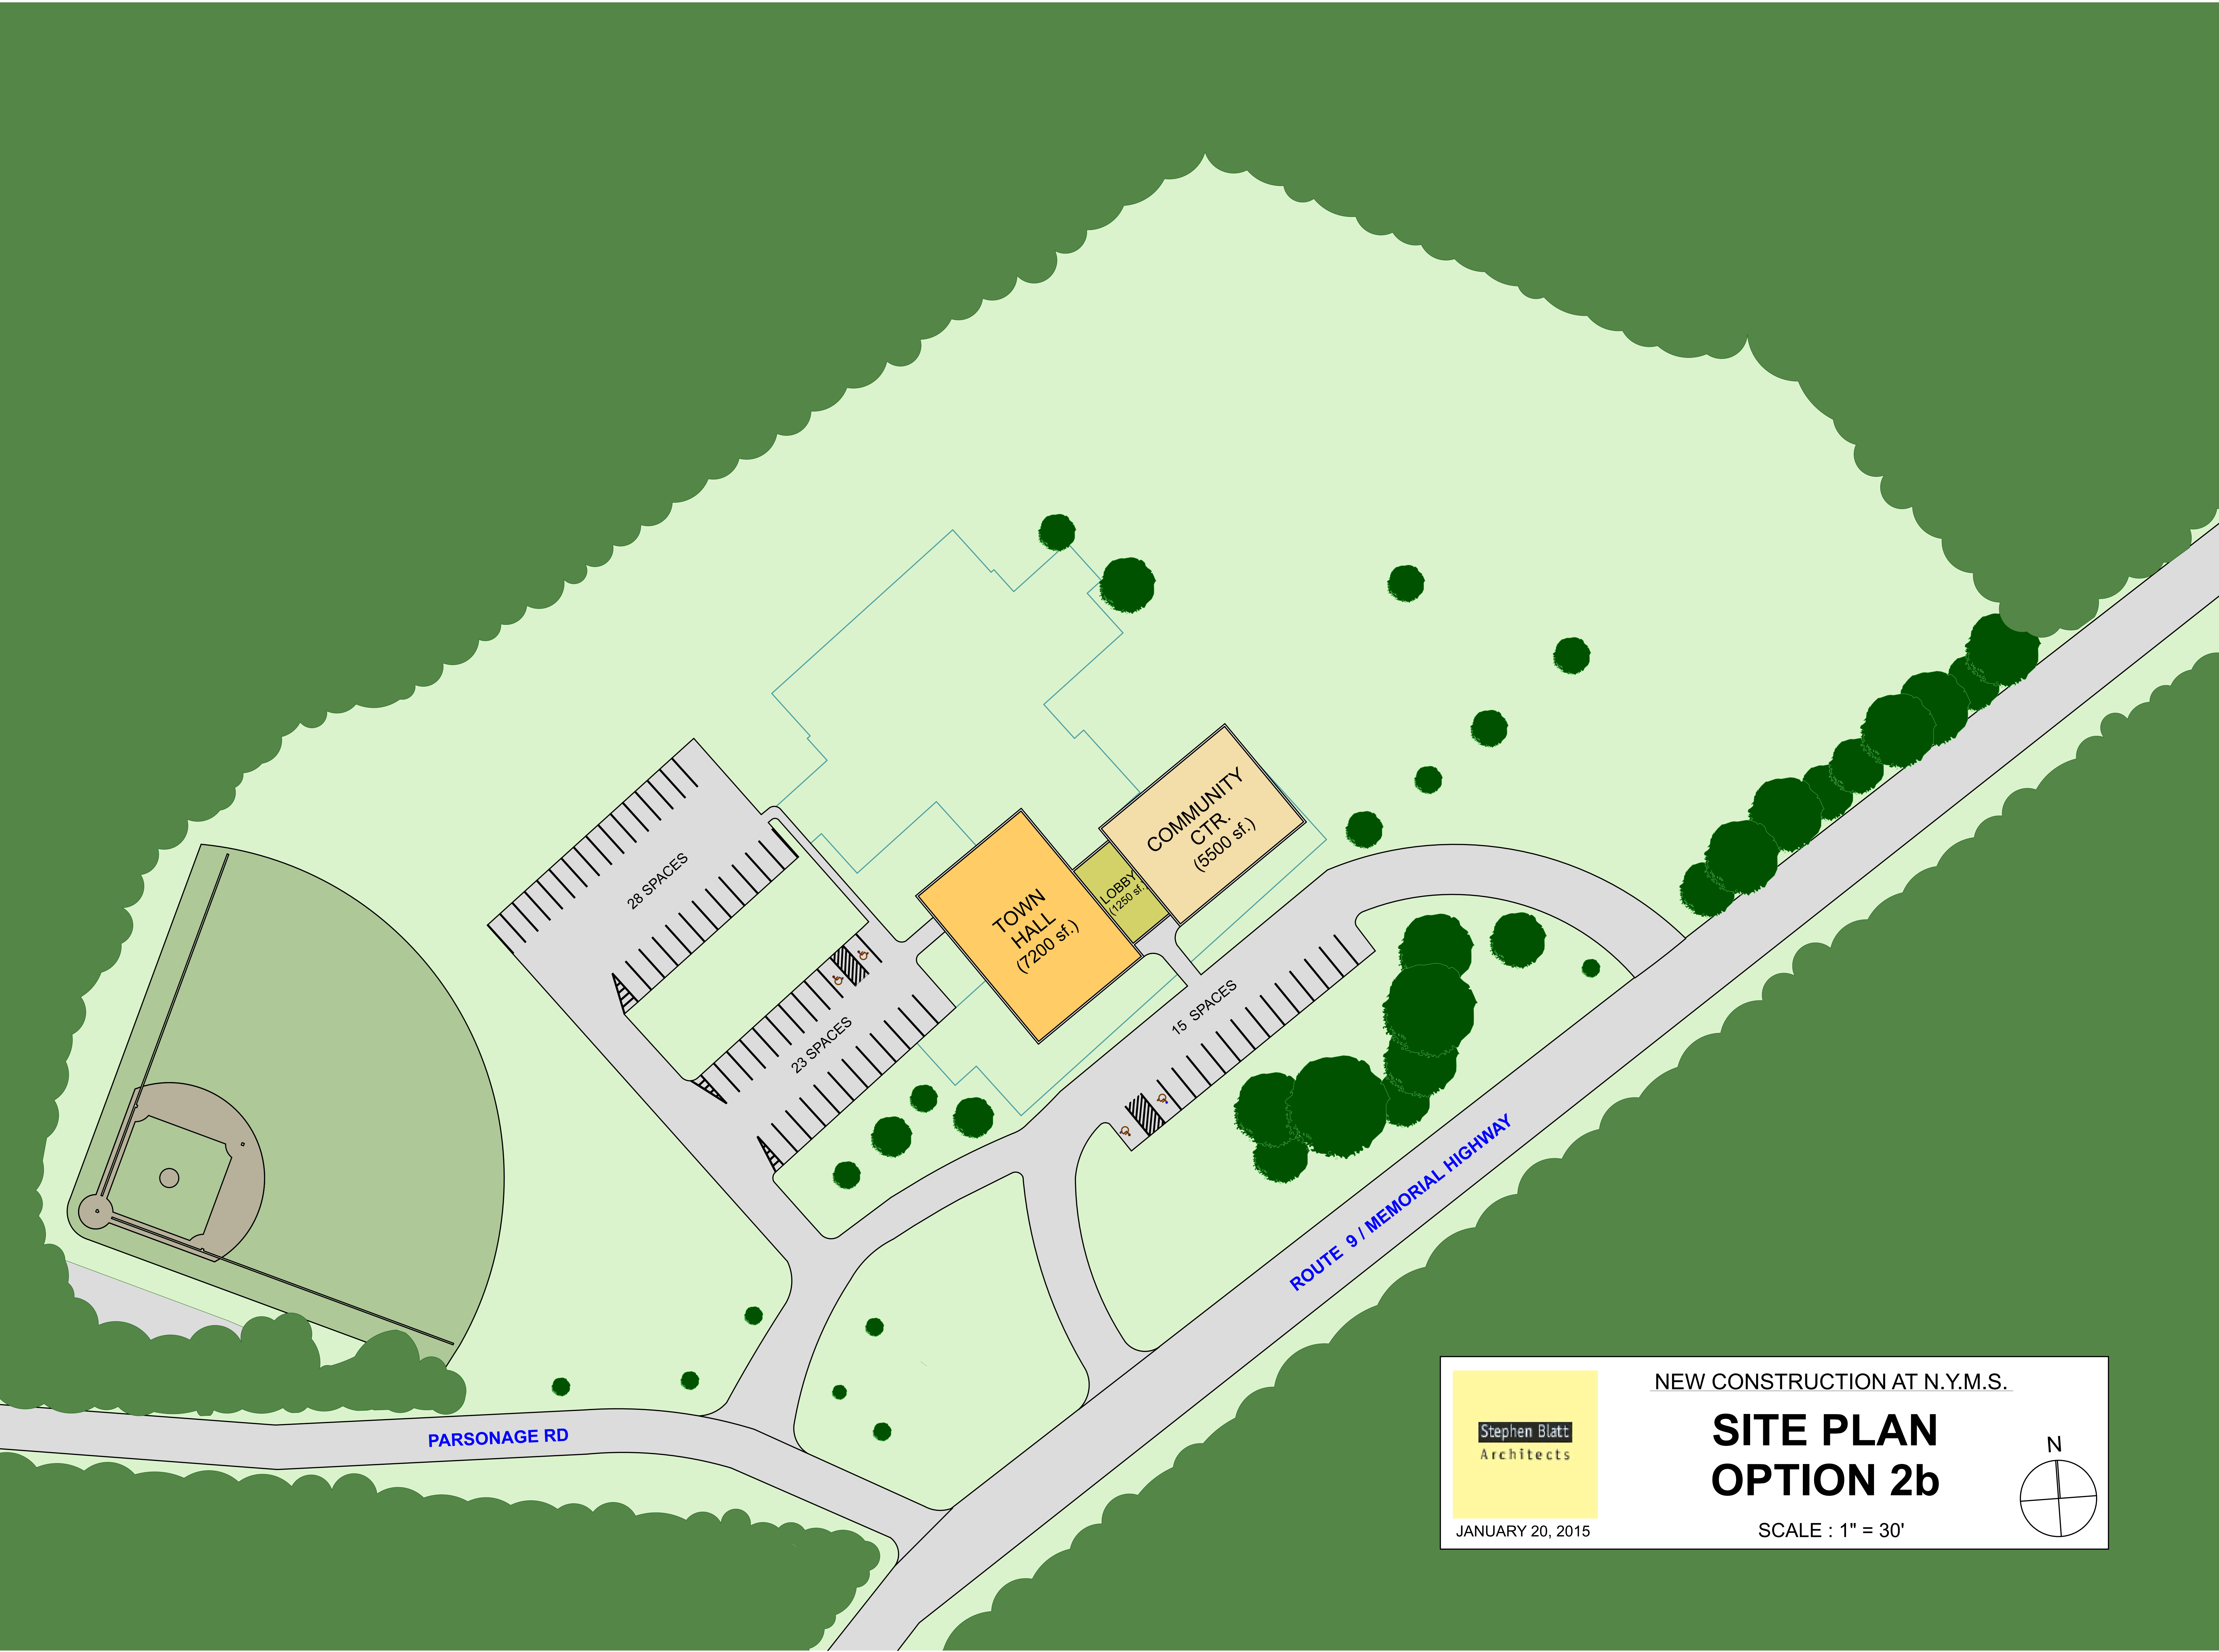 28 SPACES
23 SPACES
TOWN
HALL
(7200 sf.)
LOBBY
(1250 sf.)
COMMUNITY
CTR.
(5500 sf.)
15 SPACES
ROUTE 9 / MEMORIAL HIGHWAY
PARSONAGE RD
NEW CONSTRUCTION AT N.Y.M.S.
SITE PLAN
OPTION 2b
SCALE : 1" = 30'
N
Stephen Blatt
Architects
JANUARY 20, 2015